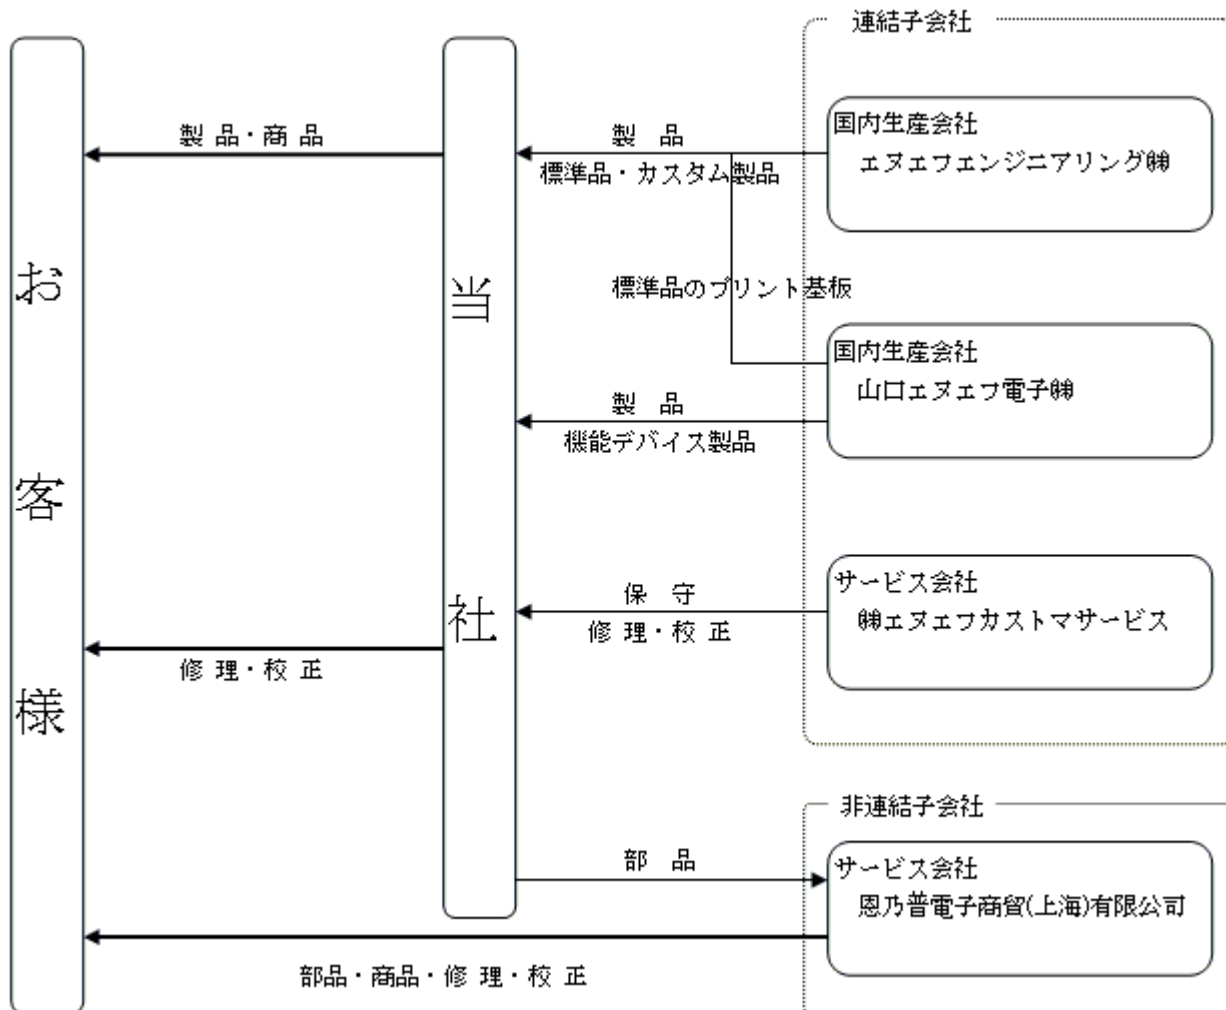 連結子会社
お客様
当社
製品・商品
製 品
標準品・カスタム製品
国内生産会社
エヌエフエンジニアリング㈱
標準品のプリント基板
国内生産会社
山口エヌエフ電子㈱
製 品
機能デバイス製品
保 守
修理・校正
サービス会社
㈱エヌエフカストマサービス
修理・校正
非連結子会社
部 品
サービス会社
恩乃普電子商貿(上海)有限公司
部品・商品・修理・校正